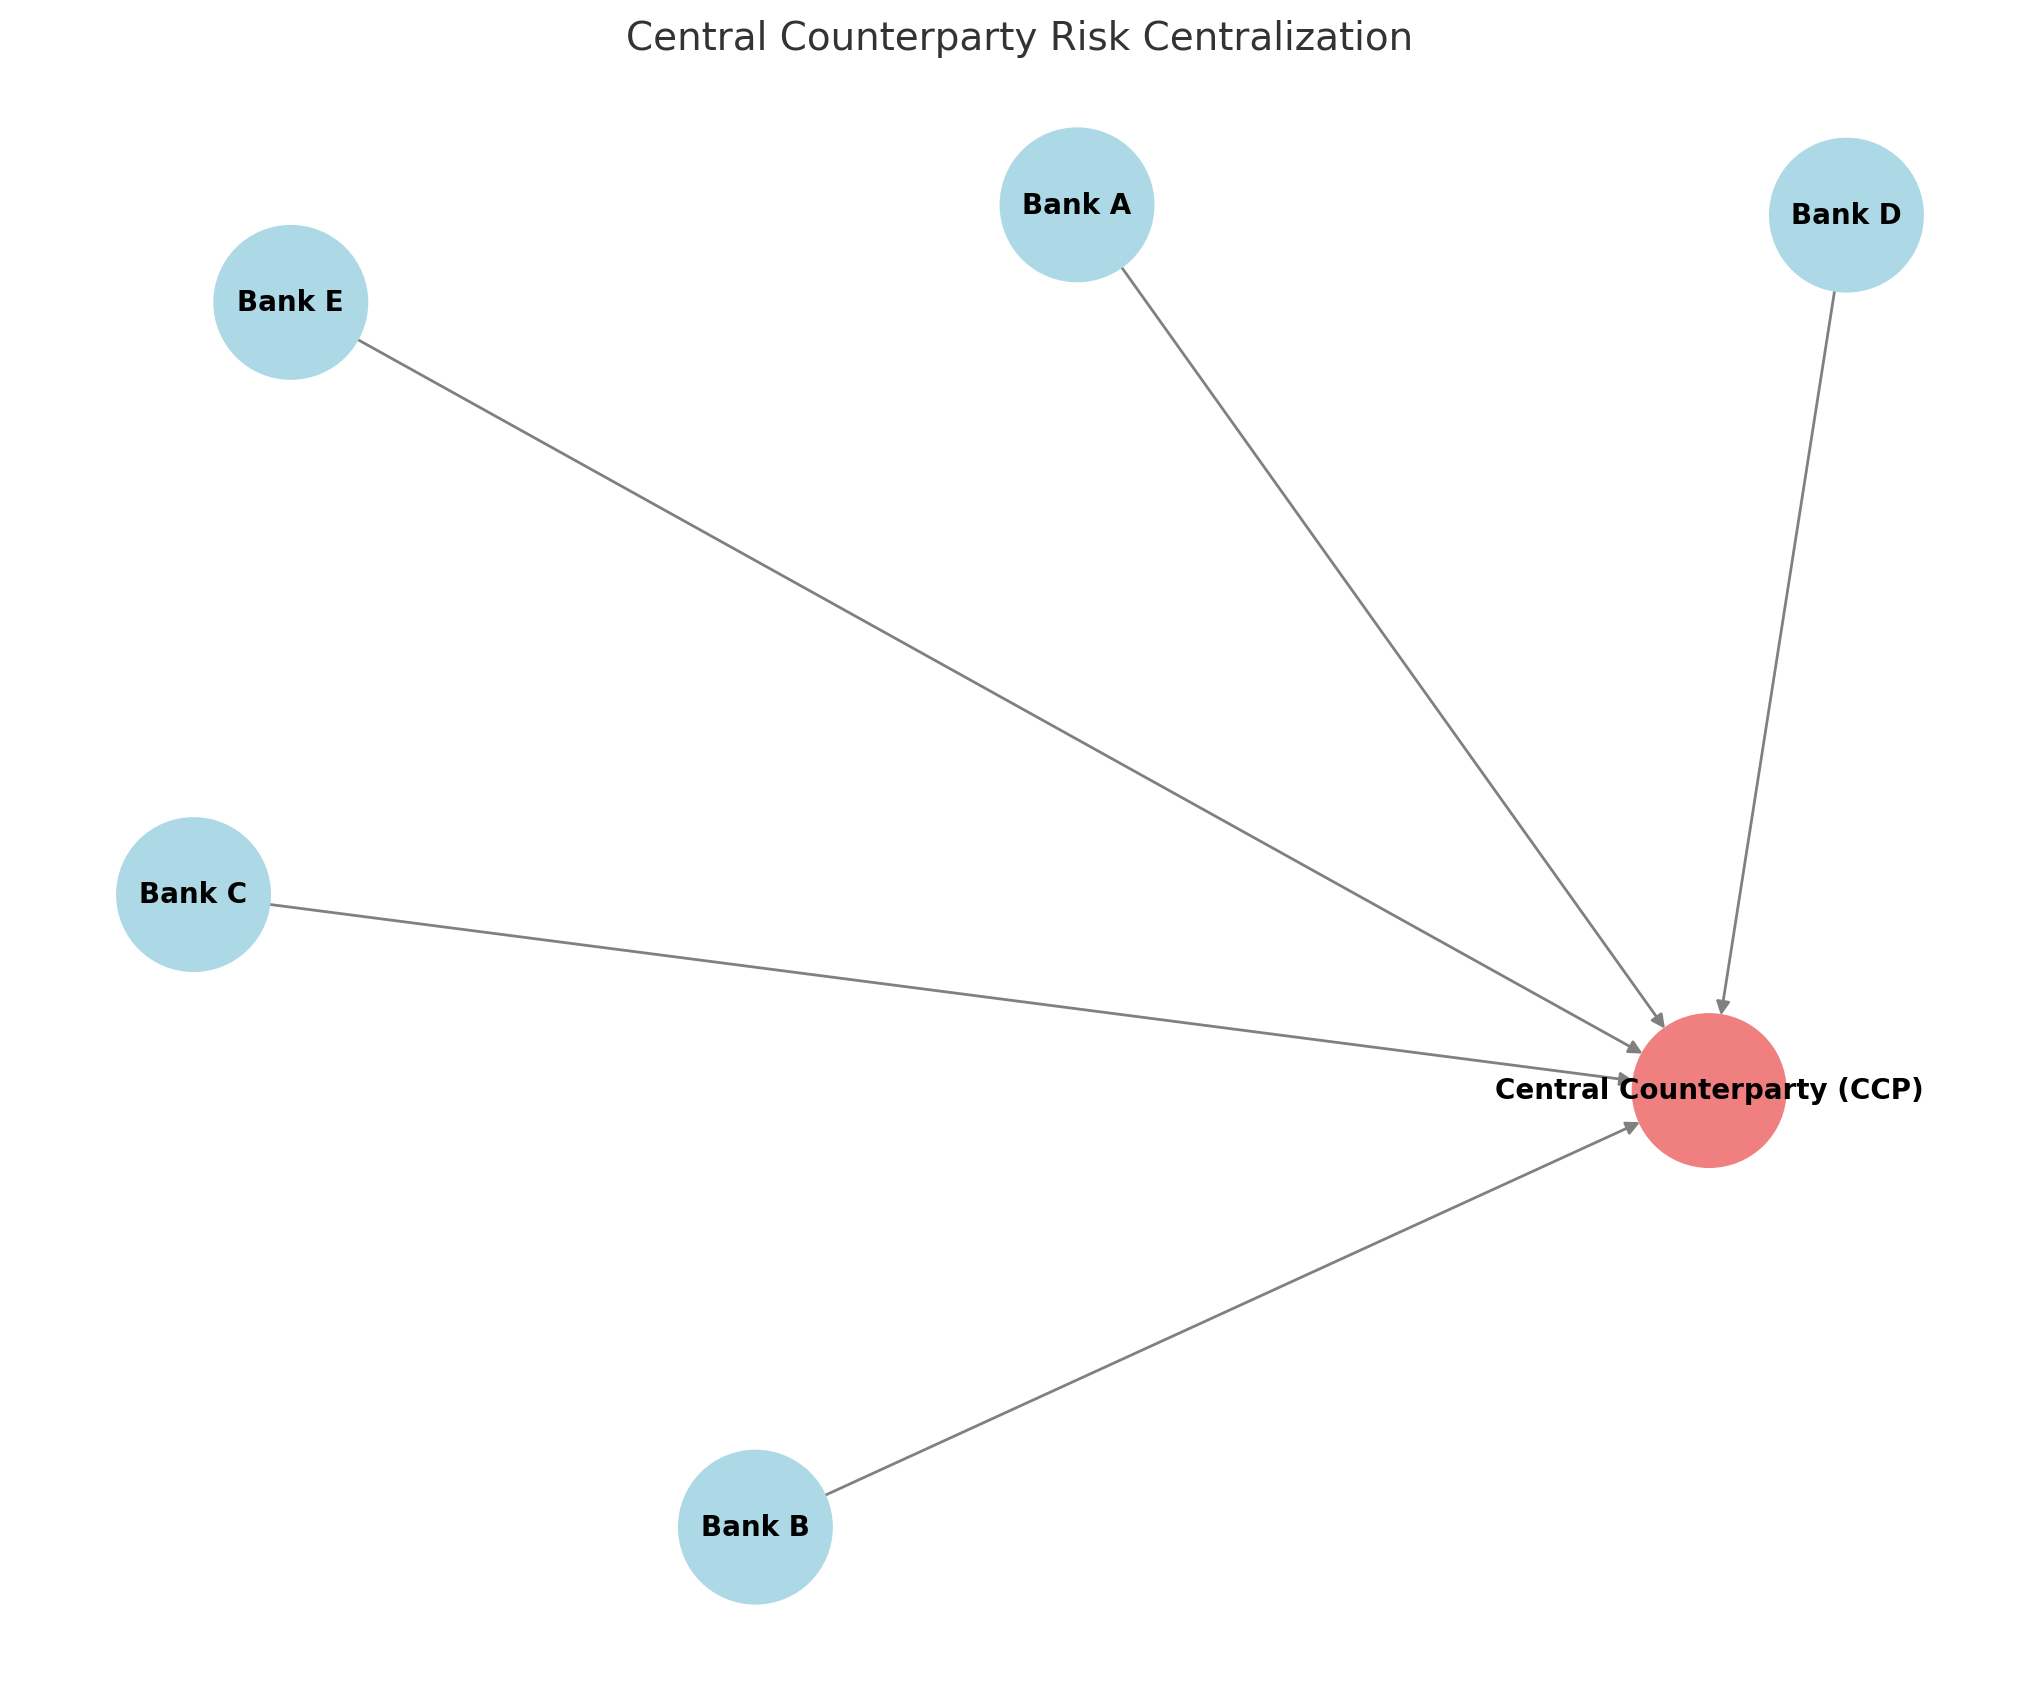 Central Counterparty Risk Centralization
Bank A
Bank D
Bank E
Bank C
Central Counterparty (CCP)
Bank B